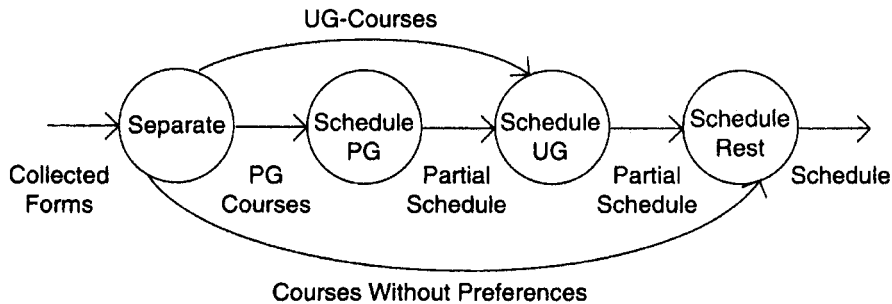 UG-Courses
Separate
Schedule
PG
Schedule
UG
Schedule
Rest
Collected
Forms
PG
Courses
Partial
Schedule
Partial
Schedule
Schedule
Courses Without Preferences